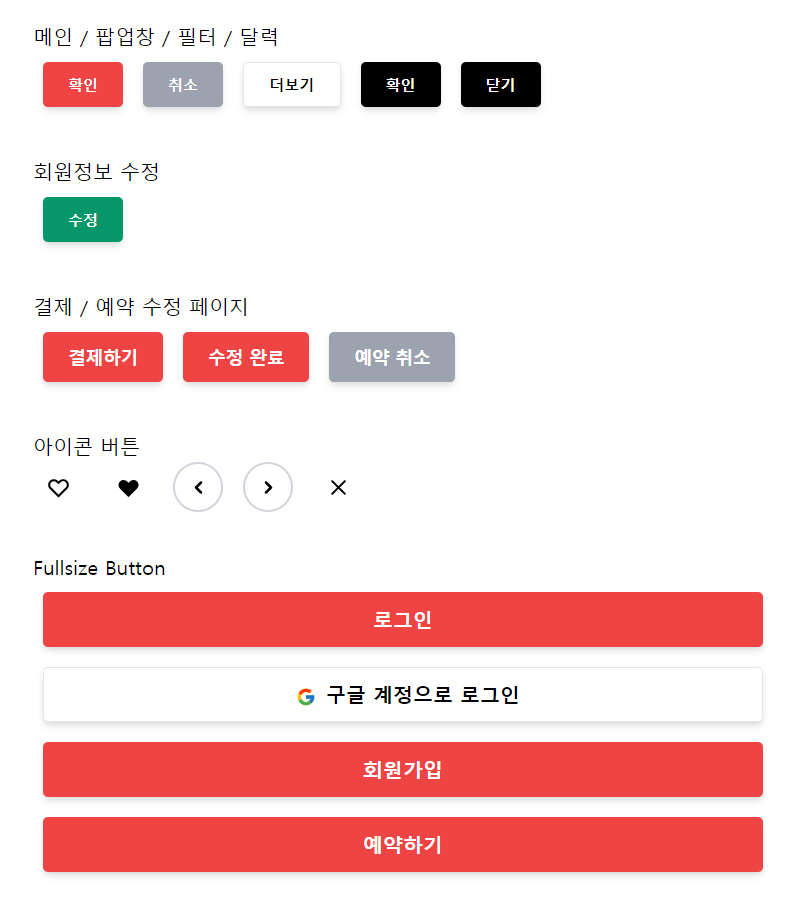 메인 / 팝업창 / 필터 / 달력
확인 취소 더보기 확인 닫기
회원정보 수정
수정
결제 / 예약 수정 페이지
결제하기 수정 완료 예약 취소
아이콘 버튼
Fullsize Button
로그인
구글 계정으로 로그인
회원가입
예약하기